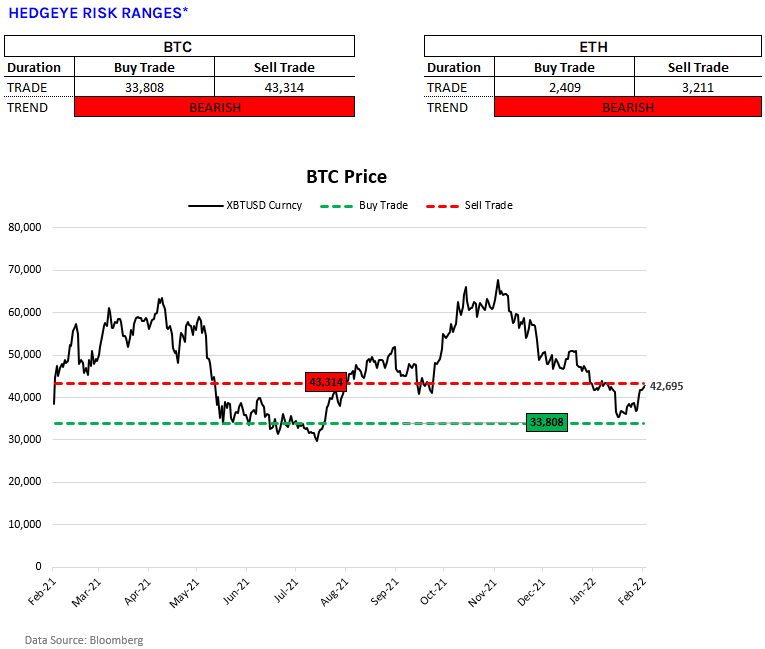 HEDGEYE RISK RANGES*
BTC
Duration Buy Trade Sell Trade
TRADE 33,808 43,314
TREND BEARISH
ETH
Duration Buy Trade Sell Trade
TRADE 2,409 3,211
TREND BEARISH
BTC Price
XBTUSD Curncy Buy Trade Sell Trade
80,000
70,000
60,000
50,000
40,000
30,000
20,000
10,000
0
43,314
42,695
33,808
Feb-21 Mar-21 Apr-21 May-21 Jun-21 Jul-21 Aug-21 Sep-21 Oct-21 Nov-21 Dec-21 Jan-22 Feb-22
Data Source: Bloomberg